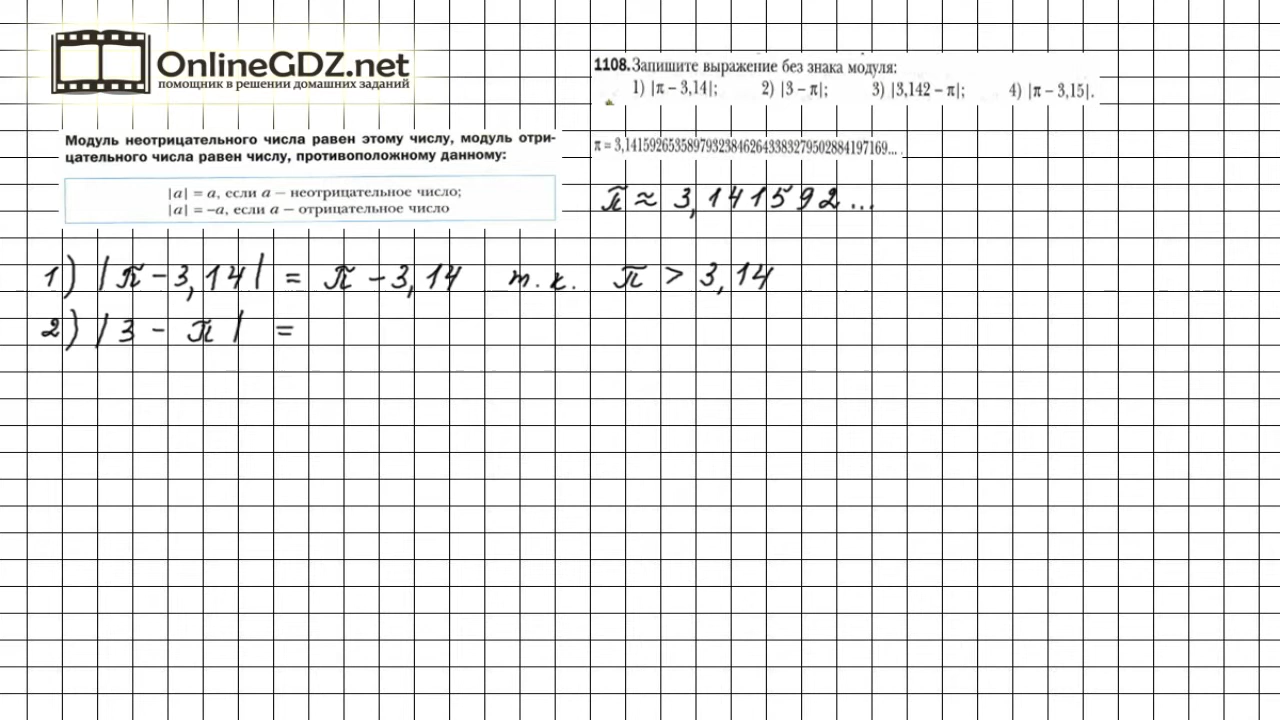 OnlineGDZ.net
помощник в решении домашних заданий
Модуль неотрицательного числа равен этому числу, модуль отри-
цательного числа равен числу, противоположному данному:
|a| = a, если a – неотрицательное число;
|a| = –a, если a – отрицательное число
1108. Запишите выражение без знака модуля:
1) |π – 3,14|; 2) |3 – π|; 3) |3,142 – π|; 4) |π – 3,15|.
π = 3,141592653589793238462643383279502884197169... .
π ≈ 3,141592...
1) |π – 3,14| = π – 3,14 т.к. π > 3,14
2) |3 – π| =